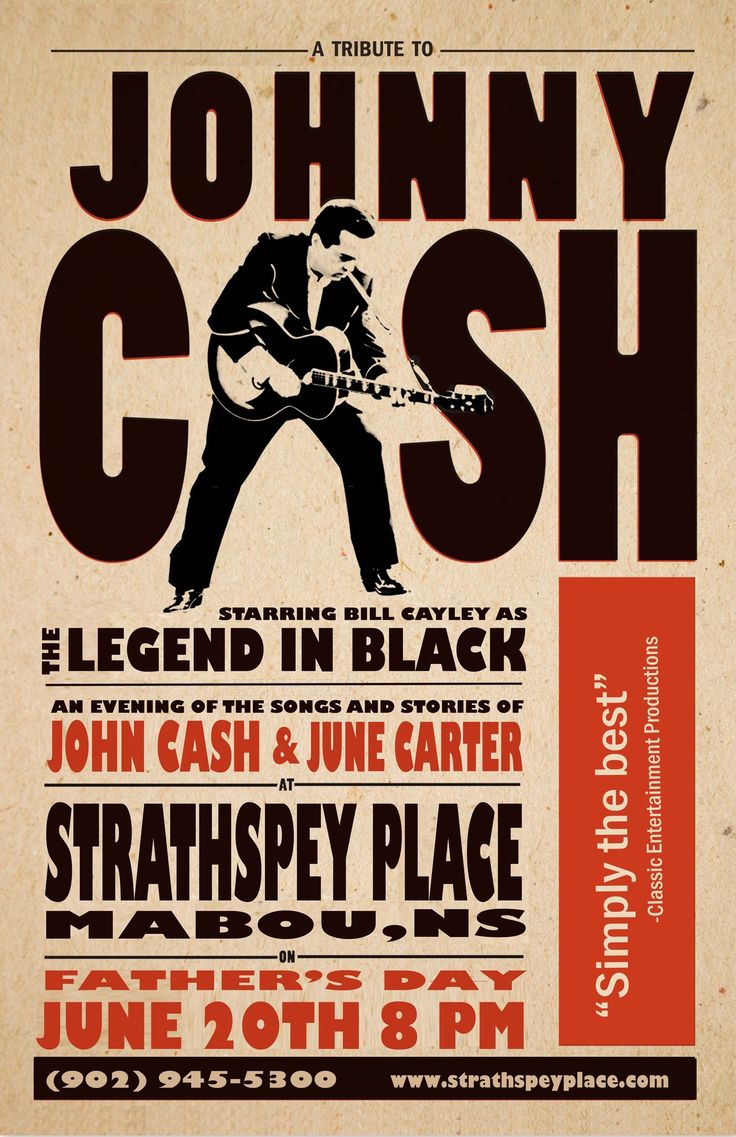 A TRIBUTE TO
JOHNNY
CASH
STARRING BILL CAYLEY AS
THE LEGEND IN BLACK
AN EVENING OF THE SONGS AND STORIES OF
JOHN CASH & JUNE CARTER
AT
STRATHSPEY PLACE
MABOU, NS
ON
FATHER'S DAY
JUNE 20TH 8 PM
“Simply the best”
-Classic Entertainment Productions
(902) 945-5300 www.strathspeyplace.com